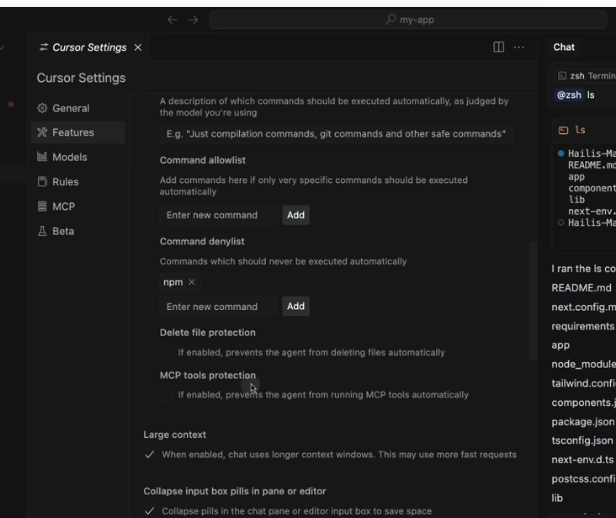 my-app
Cursor Settings
Chat
Cursor Settings
General
Features
Models
Rules
MCP
Beta
A description of which commands should be executed automatically, as judged by
the model you're using
E.g. "Just compilation commands, git commands and other safe commands"
Command allowlist
Add commands here if only very specific commands should be executed
automatically
Enter new command
Add
Command denylist
Commands which should never be executed automatically
npm
Enter new command
Add
Delete file protection
If enabled, prevents the agent from deleting files automatically
MCP tools protection
If enabled, prevents the agent from running MCP tools automatically
Large context
When enabled, chat uses longer context windows. This may use more fast requests
Collapse input box pills in pane or editor
Collapse pills in the chat pane or editor input box to save space
zsh Termin
@zsh ls
ls
Hailis-Ma
README.md
app
component
lib
next-env.
Hailis-Ma
I ran the ls co
README.md
next.config.m
requirements
app
node_module
tailwind.confi
components.j
package.json
tsconfig.json
next-env.d.ts
postcss.confi
lib